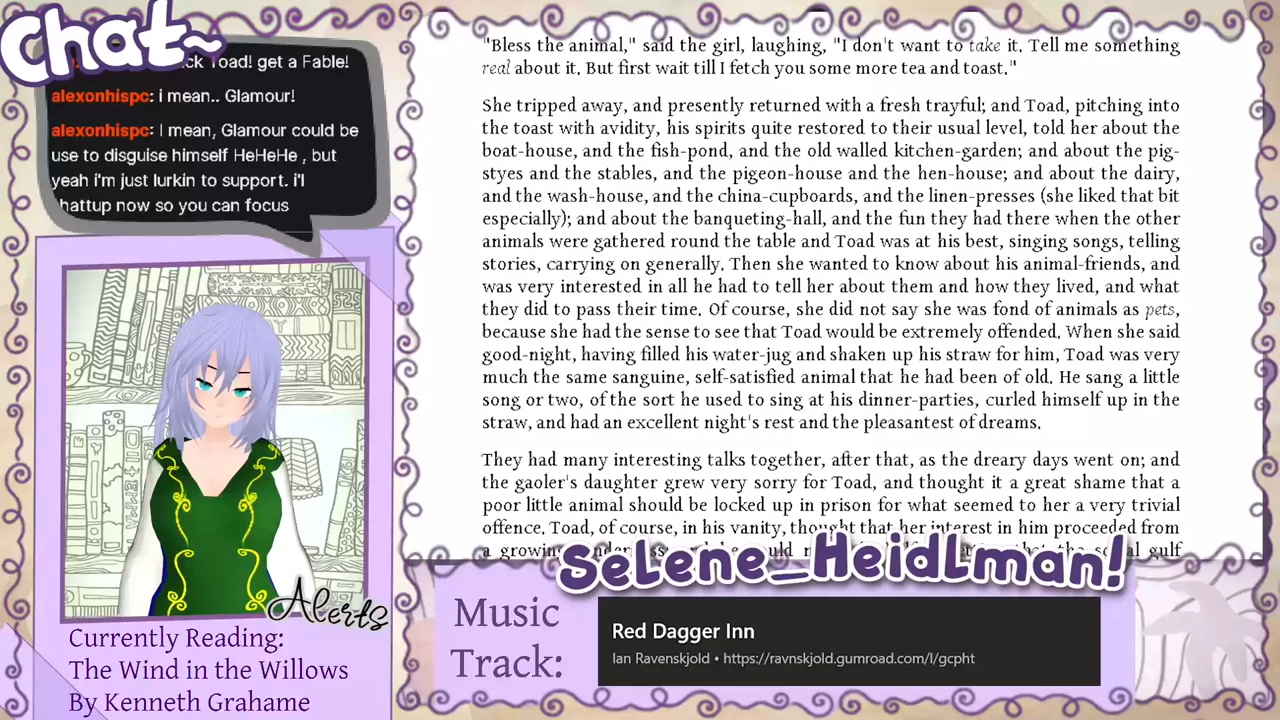 Chat~
Toad! get a Fable!
alexonhispc: i mean.. Glamour!
alexonhispc: I mean, Glamour could be
use to disguise himself HeHeHe , but
yeah i'm just lurkin to support. i'l
hattup now so you can focus
Alerts
Currently Reading:
The Wind in the Willows
By Kenneth Grahame
"Bless the animal," said the girl, laughing, "I don't want to take it. Tell me something
real about it. But first wait till I fetch you some more tea and toast."
She tripped away, and presently returned with a fresh trayful; and Toad, pitching into
the toast with avidity, his spirits quite restored to their usual level, told her about the
boat-house, and the fish-pond, and the old walled kitchen-garden; and about the pig-
styes and the stables, and the pigeon-house and the hen-house; and about the dairy,
and the wash-house, and the china-cupboards, and the linen-presses (she liked that bit
especially); and about the banqueting-hall, and the fun they had there when the other
animals were gathered round the table and Toad was at his best, singing songs, telling
stories, carrying on generally. Then she wanted to know about his animal-friends, and
was very interested in all he had to tell her about them and how they lived, and what
they did to pass their time. Of course, she did not say she was fond of animals as pets,
because she had the sense to see that Toad would be extremely offended. When she said
good-night, having filled his water-jug and shaken up his straw for him, Toad was very
much the same sanguine, self-satisfied animal that he had been of old. He sang a little
song or two, of the sort he used to sing at his dinner-parties, curled himself up in the
straw, and had an excellent night's rest and the pleasantest of dreams.
They had many interesting talks together, after that, as the dreary days went on; and
the gaoler's daughter grew very sorry for Toad, and thought it a great shame that a
poor little animal should be locked up in prison for what seemed to her a very trivial
offence. Toad, of course, in his vanity, thought that her interest in him proceeded from
a gulf
Selene_Heidlman!
Music
Track:
Red Dagger Inn
Ian Ravenskjold • https://ravnskjold.gumroad.com/l/gcpht